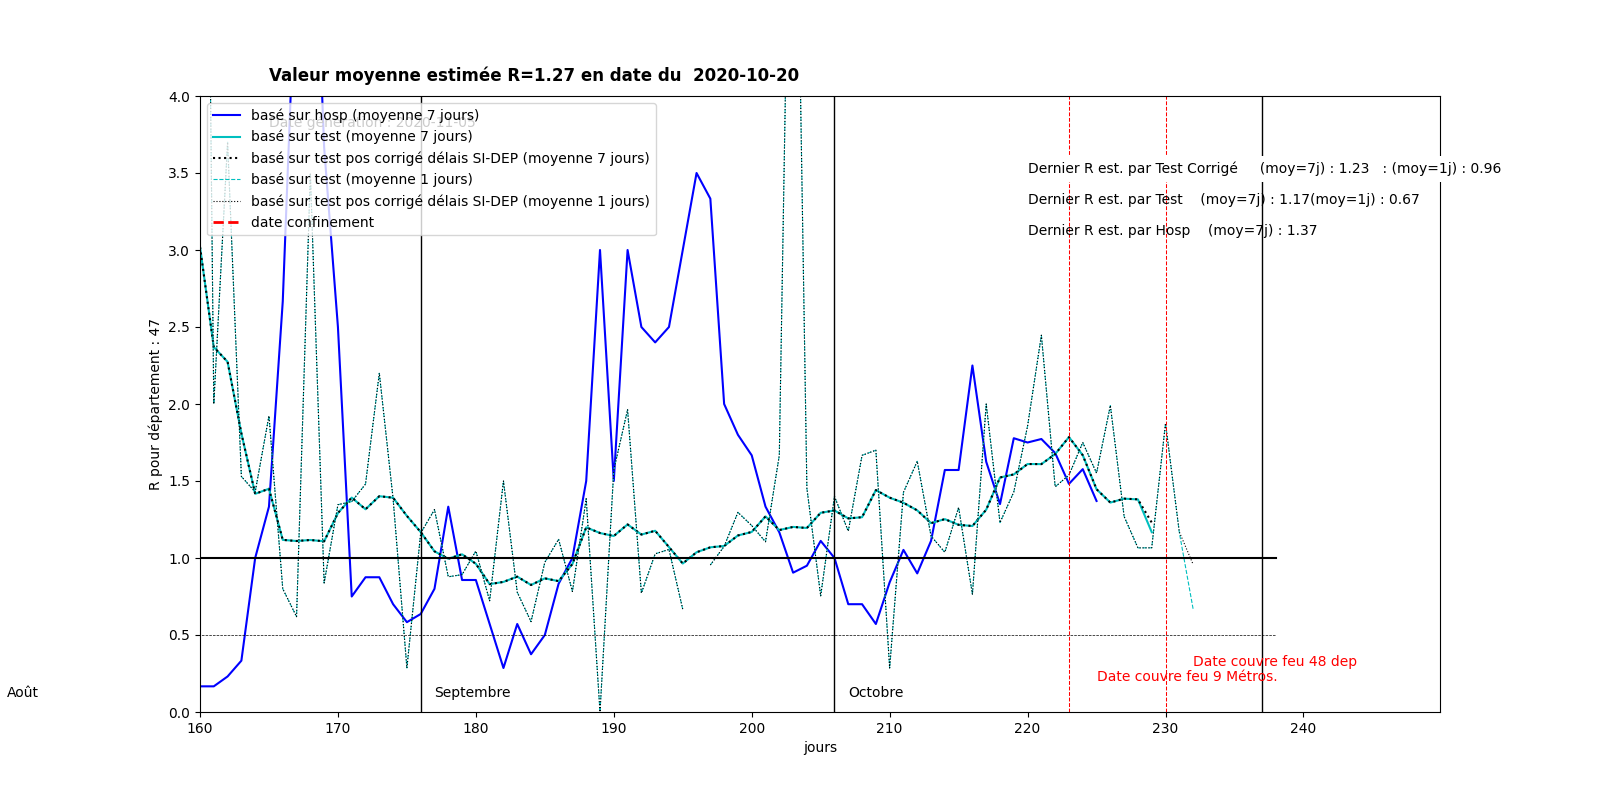 Valeur moyenne estimée R=1.27 en date du  2020-10-20
Date génération : 2020-11-05
basé sur hosp (moyenne 7 jours)
basé sur test (moyenne 7 jours)
basé sur test pos corrigé délais SI-DEP (moyenne 7 jours)
basé sur test (moyenne 1 jours)
basé sur test pos corrigé délais SI-DEP (moyenne 1 jours)
date confinement
Dernier R est. par Test Corrigé     (moy=7j) : 1.23   : (moy=1j) : 0.96
Dernier R est. par Test    (moy=7j) : 1.17(moy=1j) : 0.67
Dernier R est. par Hosp    (moy=7j) : 1.37
R pour département : 47
4.0
3.5
3.0
2.5
2.0
1.5
1.0
0.5
0.0
Date couvre feu 48 dep
Date couvre feu 9 Métros.
Août
Septembre
Octobre
160 170 180 190 200 210 220 230 240
jours